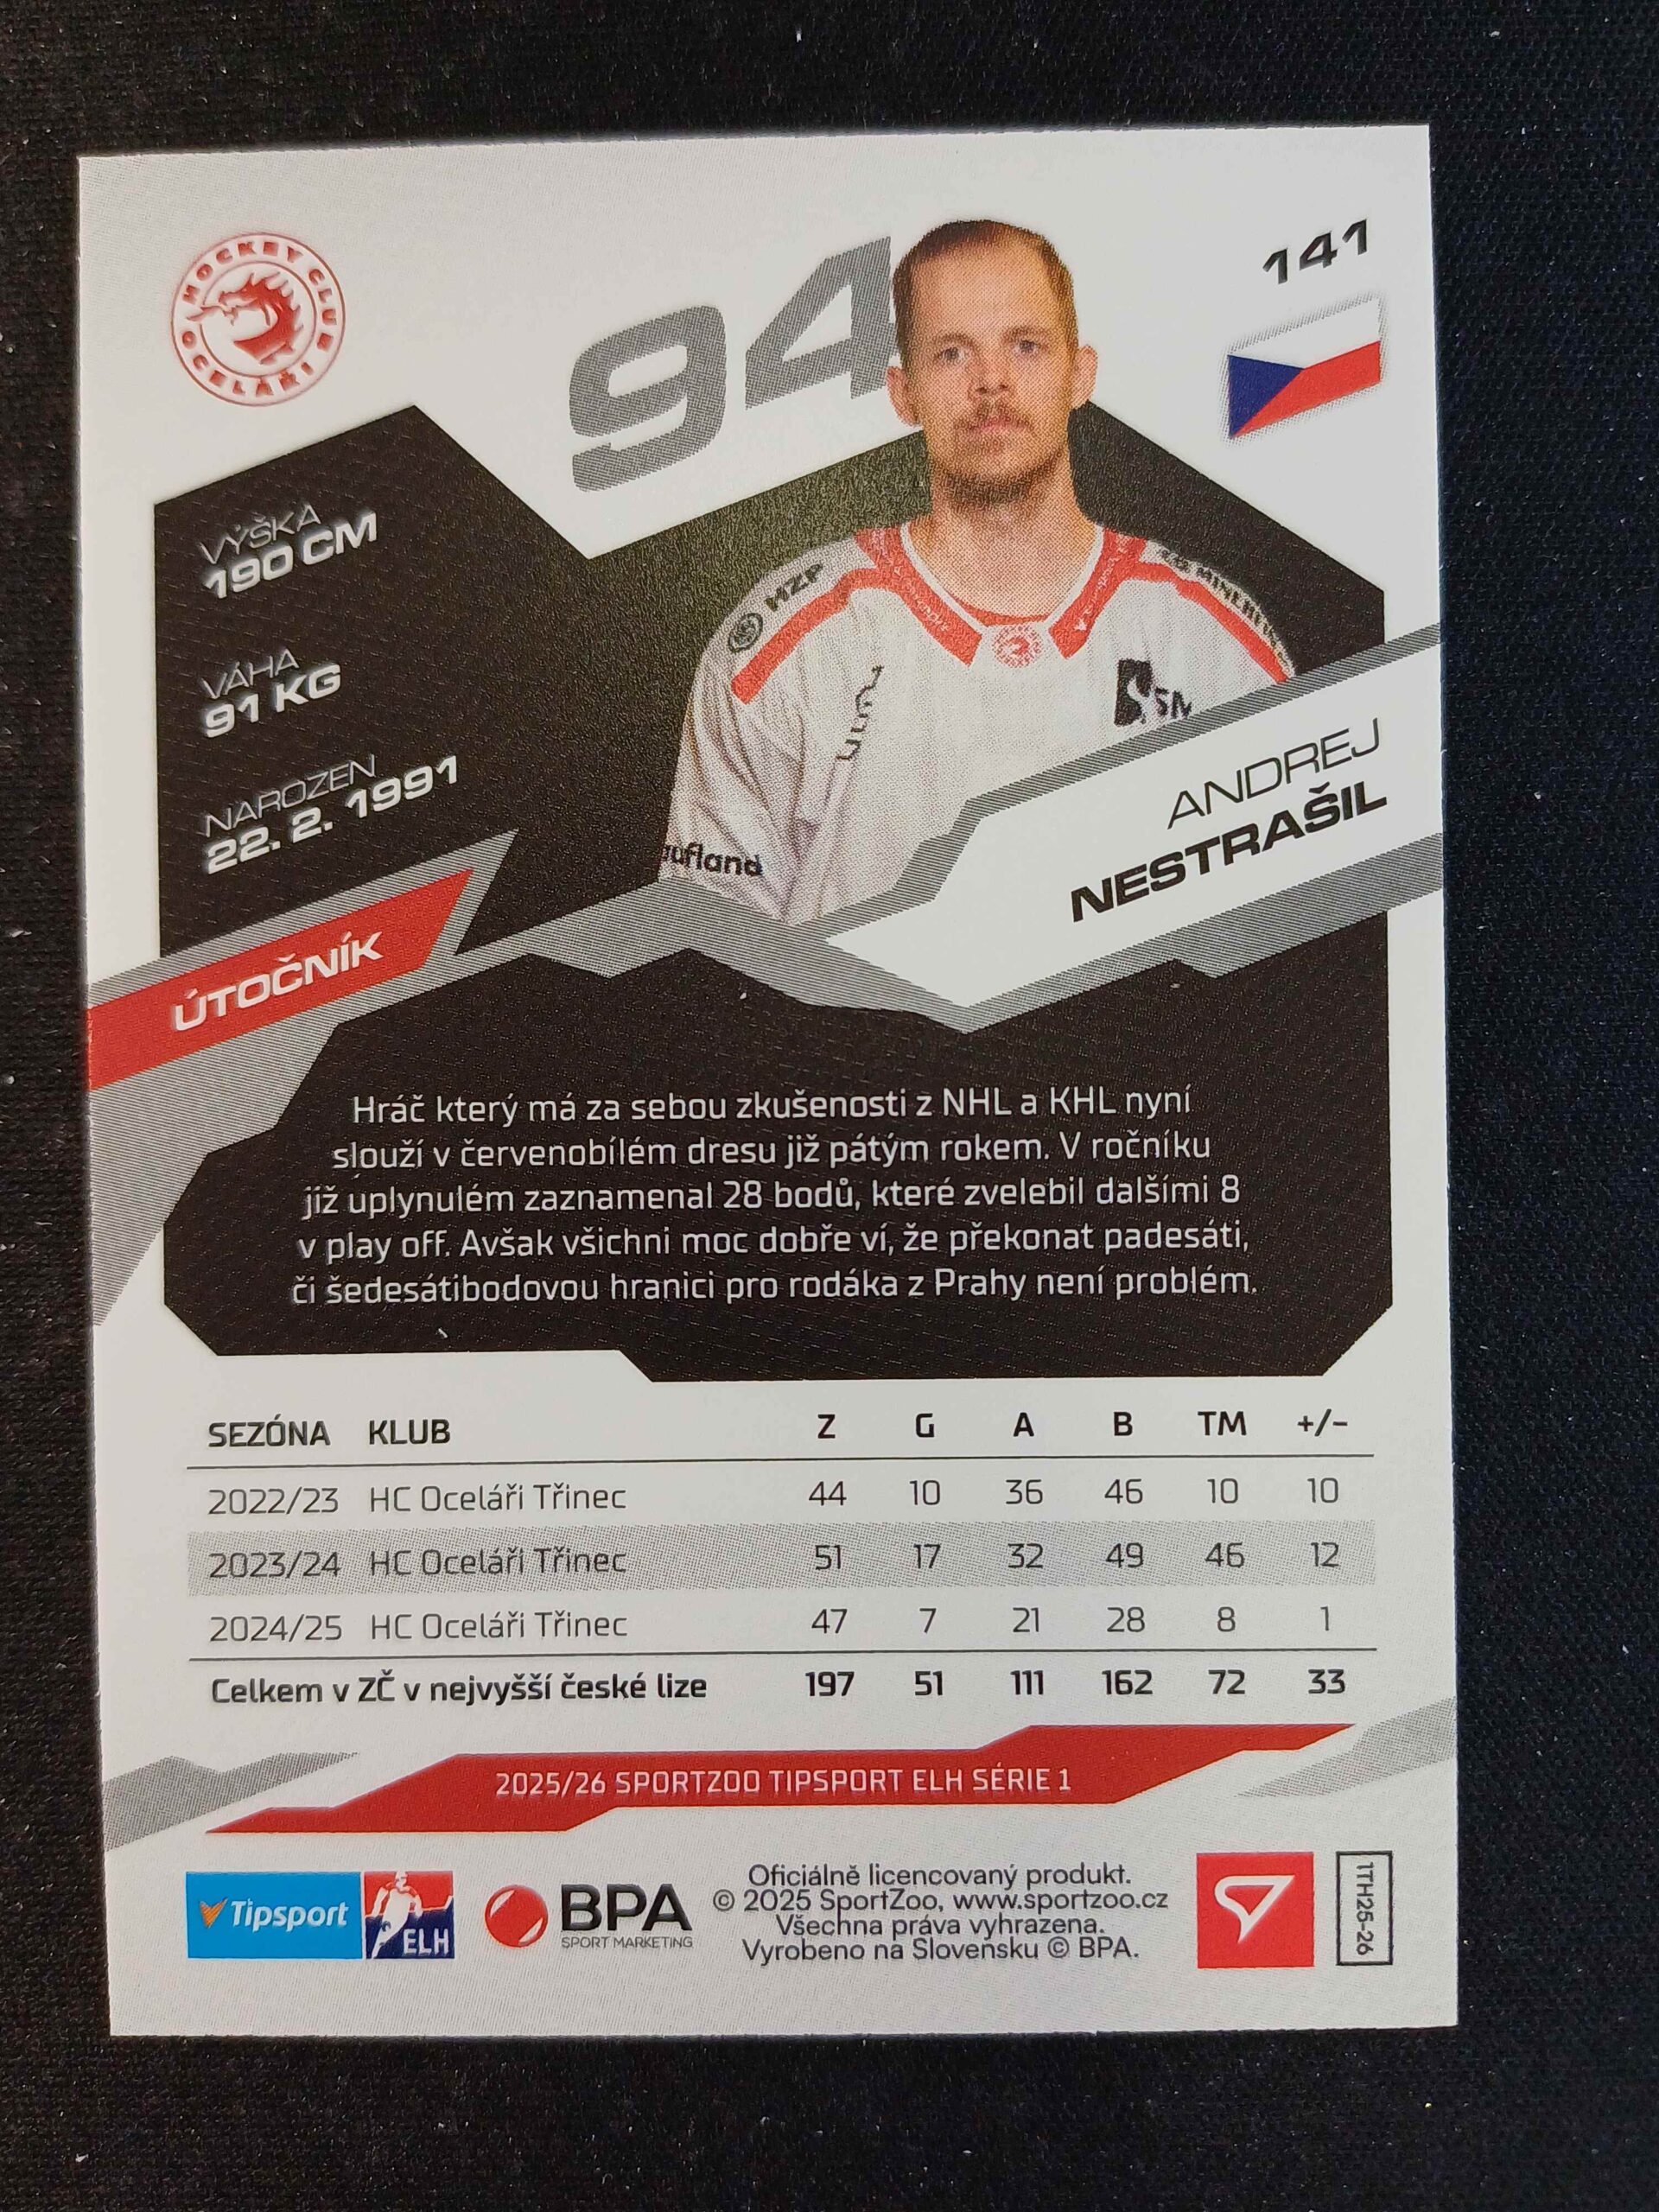 HOCKEY CLUB
OCELÁŘI
94
141
VÝŠKA
190 CM
VÁHA
91 KG
NAROZEN
22. 2. 1991
MZP
SM
aufland
ANDREJ
NESTRAŠIL
ÚTOČNÍK
Hráč který má za sebou zkušenosti z NHL a KHL nyní
slouží v červenobílém dresu již pátým rokem. V ročníku
již uplynulém zaznamenal 28 bodů, které zvelebil dalšími 8
v play off. Avšak všichni moc dobře ví, že překonat padesáti,
či šedesátibodovou hranici pro rodáka z Prahy není problém.
SEZÓNA KLUB Z G A B TM +/-
2022/23 HC Oceláři Třinec 44 10 36 46 10 10
2023/24 HC Oceláři Třinec 51 17 32 49 46 12
2024/25 HC Oceláři Třinec 47 7 21 28 8 1
Celkem v ZČ v nejvyšší české lize 197 51 111 162 72 33
2025/26 SPORTZOO TIPSPORT ELH SÉRIE 1
Tipsport ELH
BPA
SPORT MARKETING
Oficiálně licencovaný produkt.
© 2025 SportZoo, www.sportzoo.cz
Všechna práva vyhrazena.
Vyrobeno na Slovensku © BPA.
1TH25-26